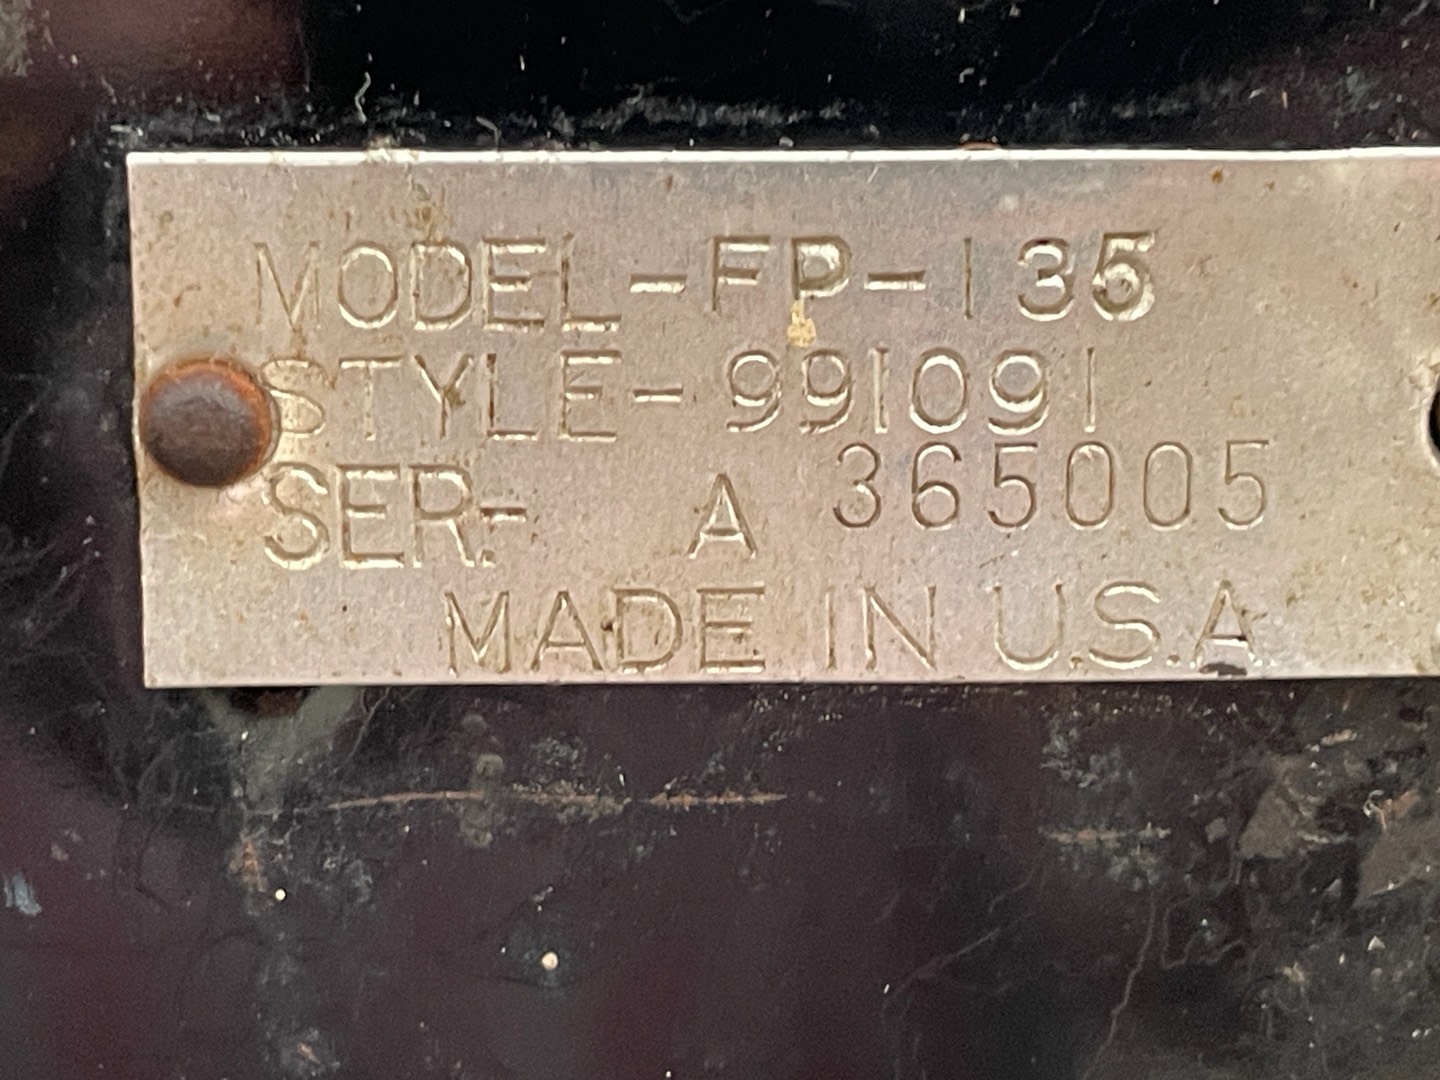 MODEL-FP-135
STYLE-991091
SER.- A 365005
MADE IN U.S.A.